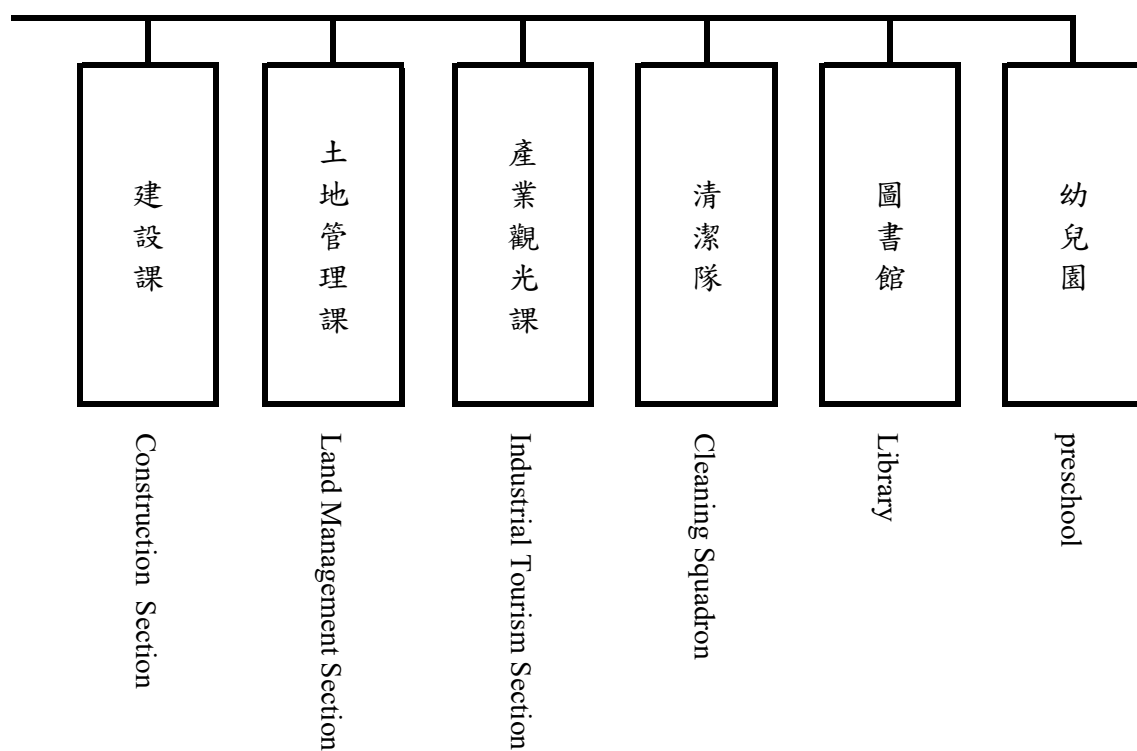 建設課
土地管理課
產業觀光課
清潔隊
圖書館
幼兒園
Construction Section
Land Management Section
Industrial Tourism Section
Cleaning Squadron
Library
preschool